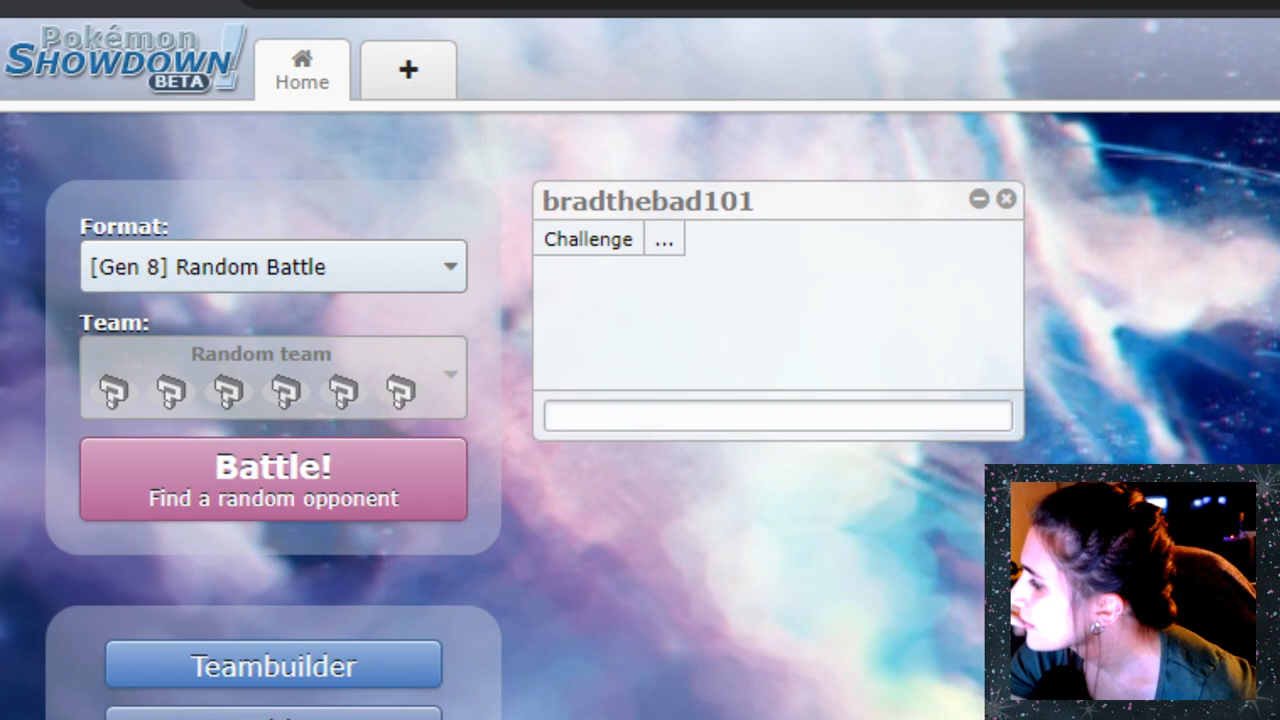 Pokémon
SHOWDOWN!
BETA
Home
+
Format:
[Gen 8] Random Battle
Team:
Random team
? ? ? ? ? ?
Battle!
Find a random opponent
Teambuilder
bradthebad101
Challenge
...